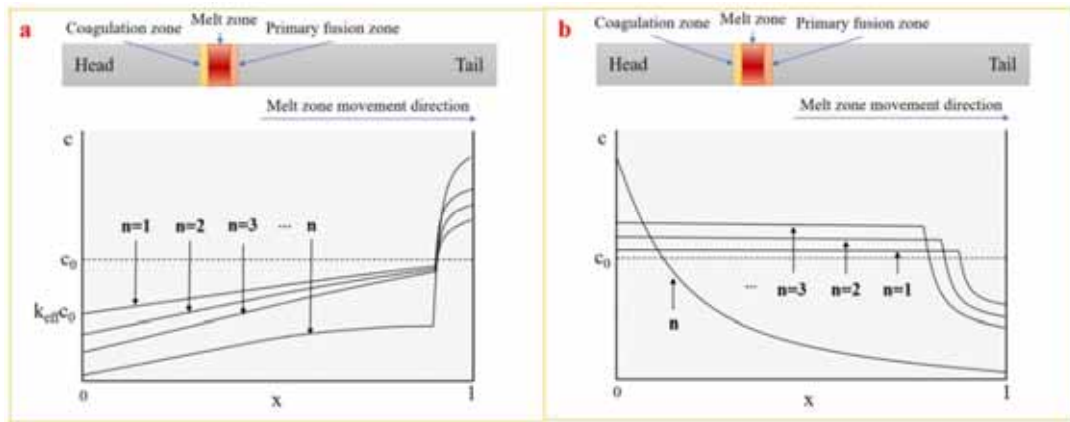 a
Melt zone
Coagulation zone
Primary fusion zone
Head
Tail
Melt zone movement direction
c
n=1
n=2
n=3
... n
c0
keffc0
0
x
1
b
Melt zone
Coagulation zone
Primary fusion zone
Head
Tail
Melt zone movement direction
c
c0
... n=3
n=2
n=1
n
0
x
1